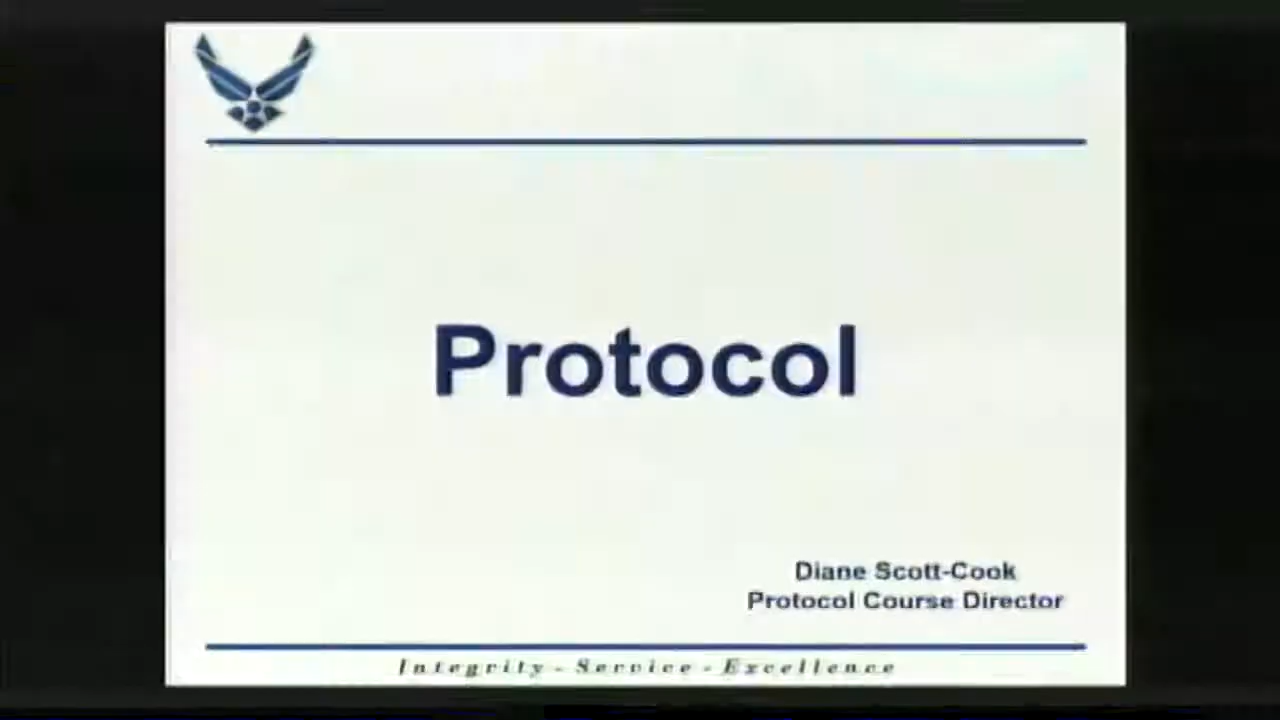 Protocol
Diane Scott-Cook
Protocol Course Director
Integrity - Service - Excellence